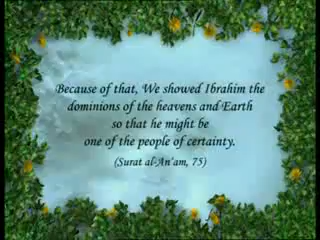 Because of that, We showed Ibrahim the
dominions of the heavens and Earth
so that he might be
one of the people of certainty.
(Surat al-An'am, 75)